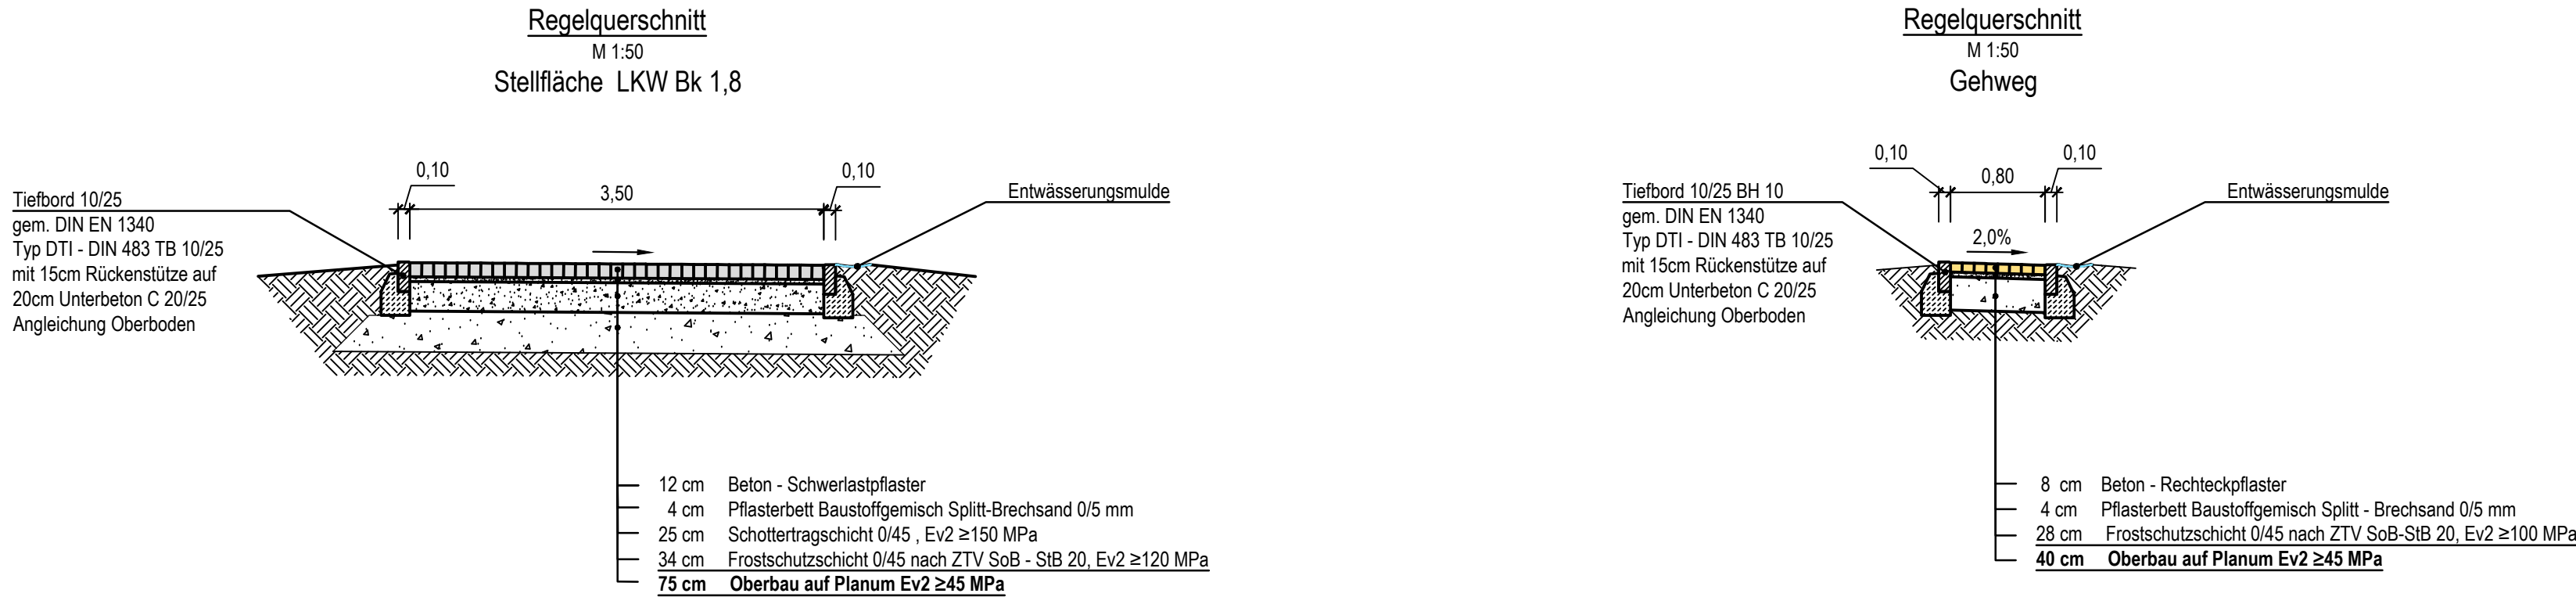 Regelquerschnitt
M 1:50
Stellfläche LKW Bk 1,8
0,10
3,50
0,10
Tiefbord 10/25
gem. DIN EN 1340
Typ DTI - DIN 483 TB 10/25
mit 15cm Rückenstütze auf
20cm Unterbeton C 20/25
Angleichung Oberboden
Entwässerungsmulde
12 cm Beton - Schwerlastpflaster
4 cm Pflasterbett Baustoffgemisch Splitt-Brechsand 0/5 mm
25 cm Schottertragschicht 0/45 , Ev2 ≥150 MPa
34 cm Frostschutzschicht 0/45 nach ZTV SoB - StB 20, Ev2 ≥120 MPa
75 cm Oberbau auf Planum Ev2 ≥45 MPa
Regelquerschnitt
M 1:50
Gehweg
0,10
0,80
0,10
Tiefbord 10/25 BH 10
gem. DIN EN 1340
Typ DTI - DIN 483 TB 10/25
mit 15cm Rückenstütze auf
20cm Unterbeton C 20/25
Angleichung Oberboden
Entwässerungsmulde
2,0%
8 cm Beton - Rechteckpflaster
4 cm Pflasterbett Baustoffgemisch Splitt - Brechsand 0/5 mm
28 cm Frostschutzschicht 0/45 nach ZTV SoB-StB 20, Ev2 ≥100 MPa
40 cm Oberbau auf Planum Ev2 ≥45 MPa